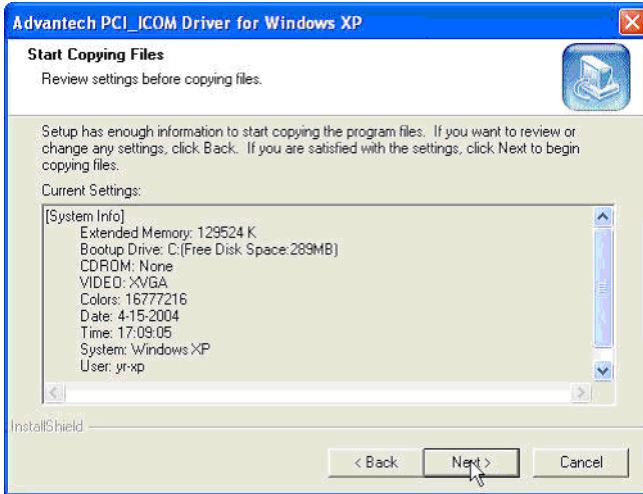 Advantech PCI_ICOM Driver for Windows XP
Start Copying Files
Review settings before copying files.
Setup has enough information to start copying the program files. If you want to review or
change any settings, click Back. If you are satisfied with the settings, click Next to begin
copying files.
Current Settings:
[System Info]
Extended Memory: 129524 K
Bootup Drive: C:(Free Disk Space:289MB)
CDROM: None
VIDEO: XVGA
Colors: 16777216
Date: 4-15-2004
Time: 17:09:05
System: Windows XP
User: yr-xp
InstallShield
< Back Next > Cancel